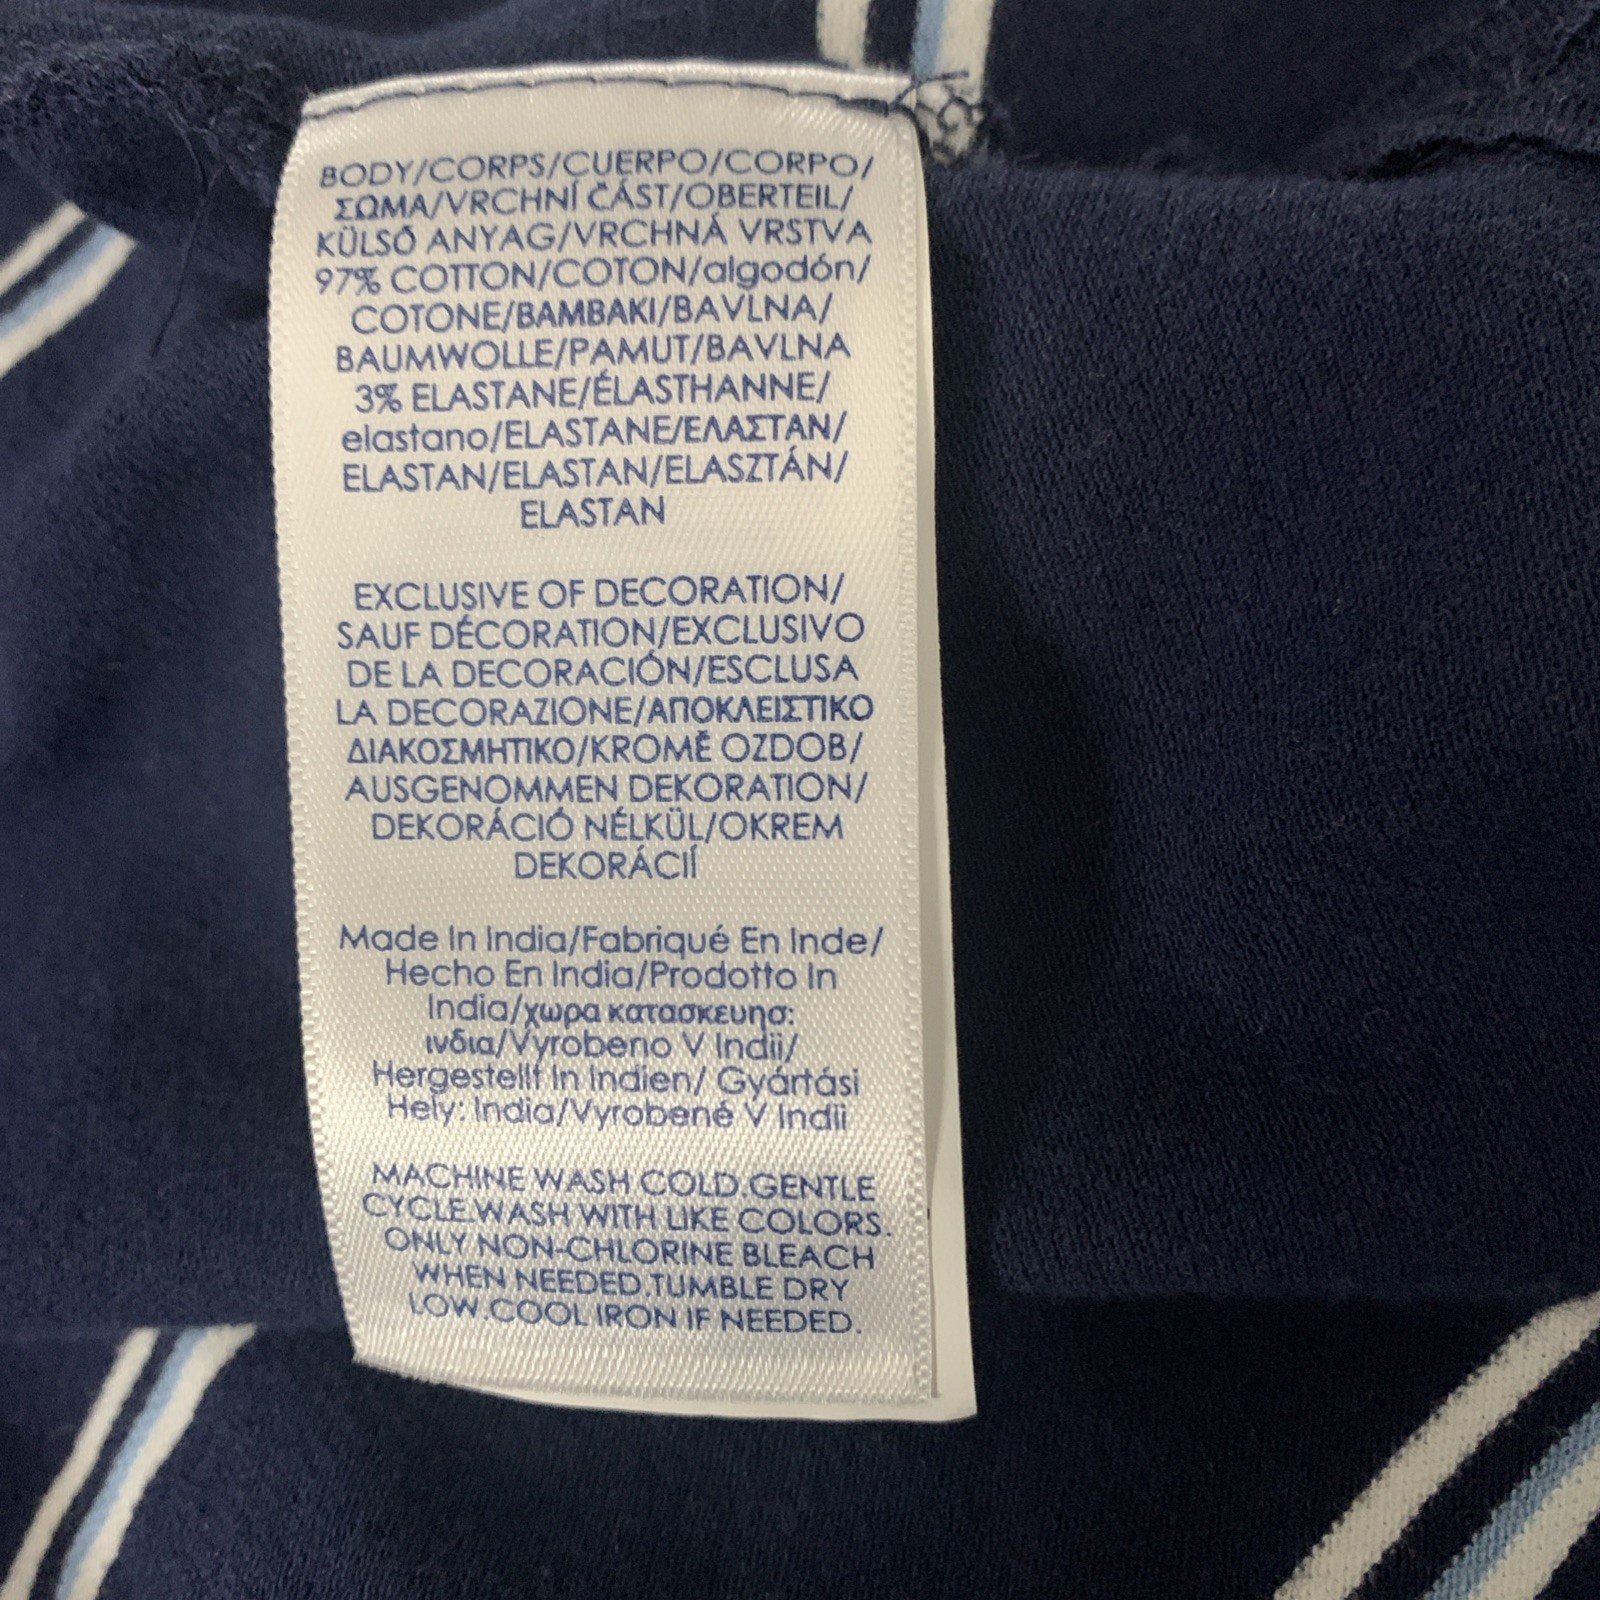 BODY/CORPS/CUERPO/CORPO/
ΣΩΜΑ/VRCHNÍ ČÁST/OBERTEIL/
KÜLSŐ ANYAG/VRCHNÁ VRSTVA
97% COTTON/COTON/algodón/
COTONE/BAMBAKI/BAVLNA/
BAUMWOLLE/PAMUT/BAVLNA
3% ELASTANE/ÉLASTHANNE/
elastano/ELASTANE/ΕΛΑΣΤΑΝ/
ELASTAN/ELASTAN/ELASZTÁN/
ELASTAN
EXCLUSIVE OF DECORATION/
SAUF DÉCORATION/EXCLUSIVO
DE LA DECORACIÓN/ESCLUSA
LA DECORAZIONE/ΑΠΟΚΛΕΙΣΤΙΚΟ
ΔΙΑΚΟΣΜΗΤΙΚΟ/KROMĚ OZDOB/
AUSGENOMMEN DEKORATION/
DEKORÁCIÓ NÉLKÜL/OKREM
DEKORÁCIÍ
Made In India/Fabriqué En Inde/
Hecho En India/Prodotto In
India/χωρα κατασκευησ:
ινδια/Vyrobeno V Indii/
Hergestellt In Indien/ Gyártási
Hely: India/Vyrobené V Indii
MACHINE WASH COLD.GENTLE
CYCLE.WASH WITH LIKE COLORS.
ONLY NON-CHLORINE BLEACH
WHEN NEEDED.TUMBLE DRY
LOW.COOL IRON IF NEEDED.